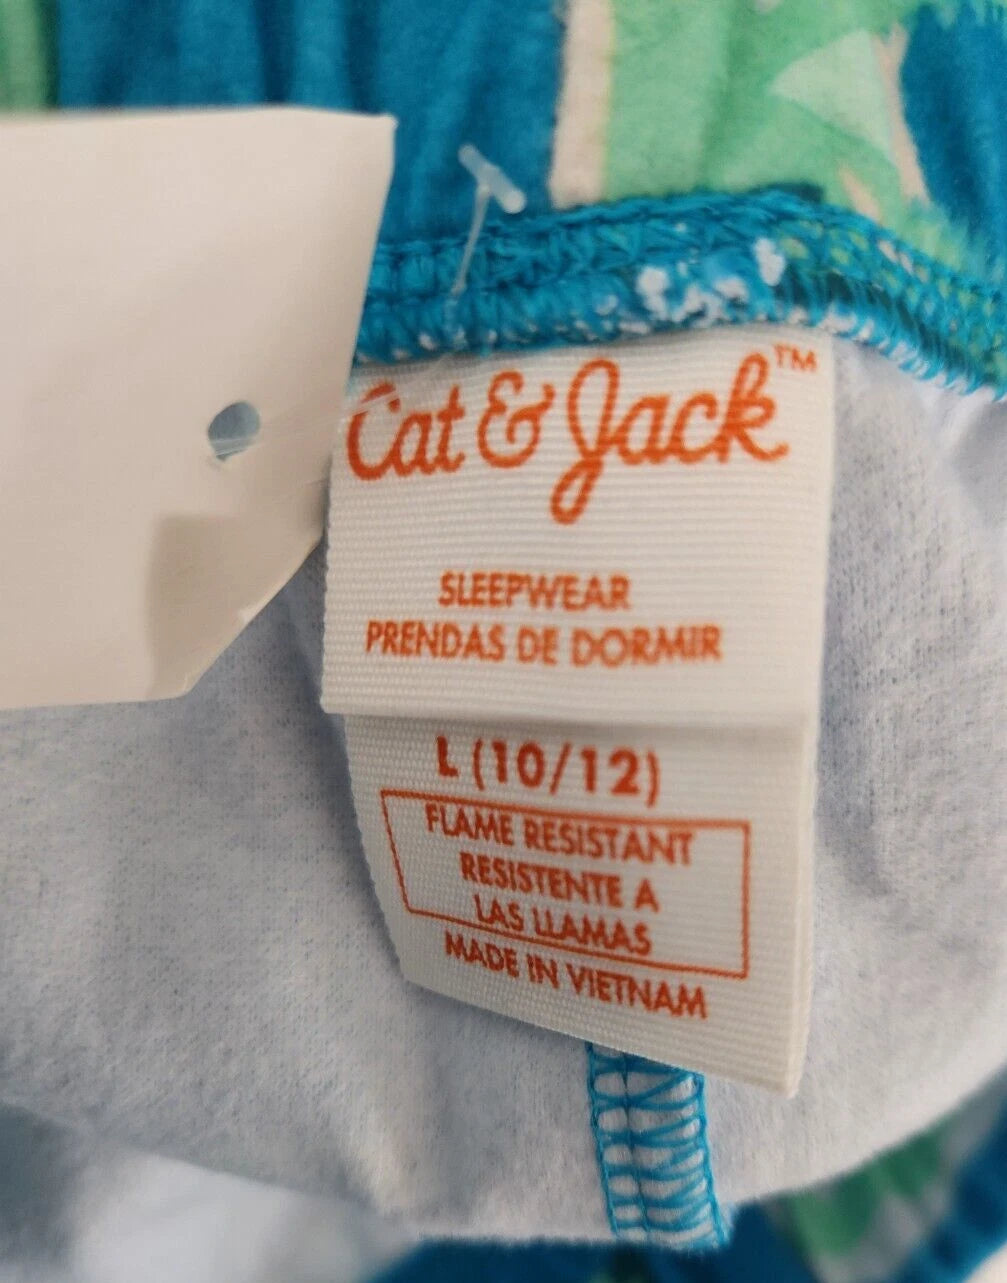 Cat & Jack™
SLEEPWEAR
PRENDAS DE DORMIR
L (10/12)
FLAME RESISTANT
RESISTENTE A
LAS LLAMAS
MADE IN VIETNAM